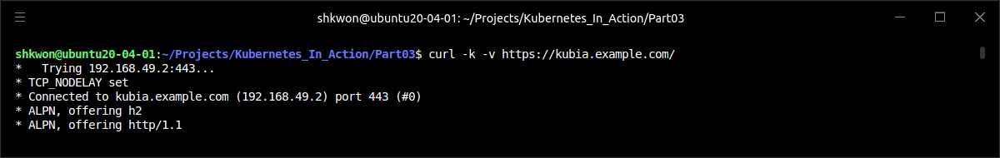 shkwon@ubuntu20-04-01: ~/Projects/Kubernetes_In_Action/Part03
shkwon@ubuntu20-04-01:~/Projects/Kubernetes_In_Action/Part03$ curl -k -v https://kubia.example.com/
*   Trying 192.168.49.2:443...
* TCP_NODELAY set
* Connected to kubia.example.com (192.168.49.2) port 443 (#0)
* ALPN, offering h2
* ALPN, offering http/1.1